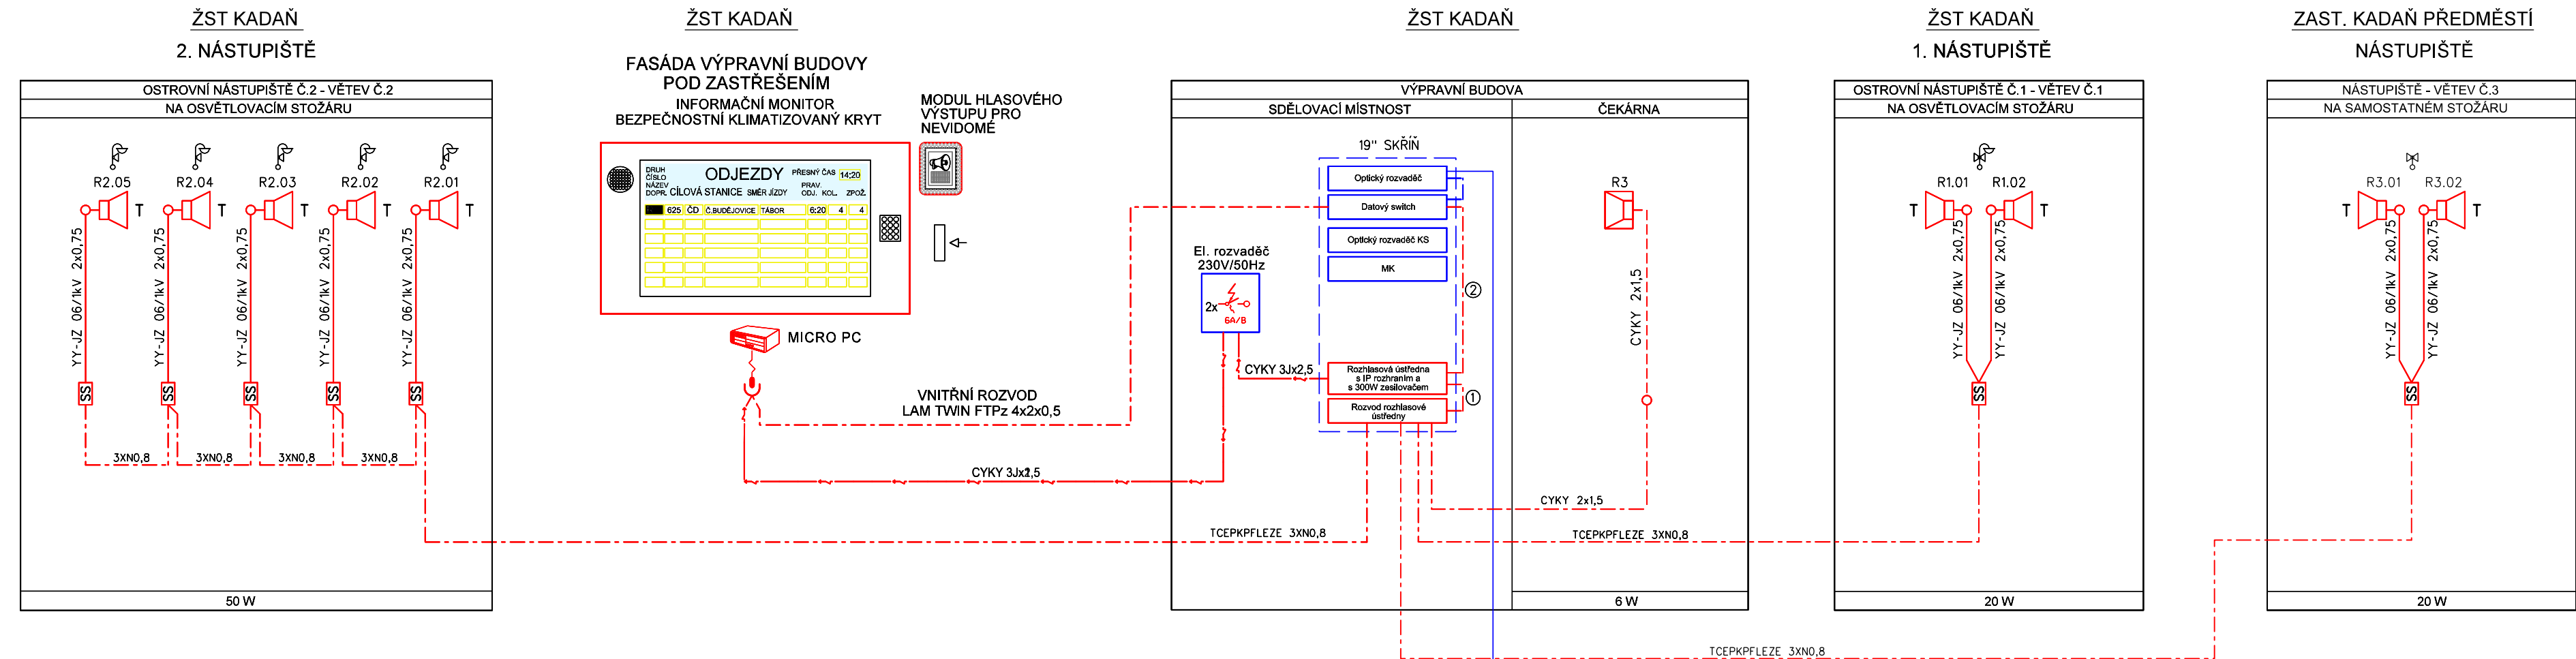 ŽST KADAŇ
2. NÁSTUPIŠTĚ
OSTROVNÍ NÁSTUPIŠTĚ Č.2 - VĚTEV Č.2
NA OSVĚTLOVACÍM STOŽÁRU
R2.05 R2.04 R2.03 R2.02 R2.01
T T T T T
YY-JZ 06/1kV 2x0,75
YY-JZ 06/1kV 2x0,75
YY-JZ 06/1kV 2x0,75
YY-JZ 06/1kV 2x0,75
YY-JZ 06/1kV 2x0,75
SS SS SS SS SS
3XN0,8 3XN0,8 3XN0,8 3XN0,8
50 W
ŽST KADAŇ
FASÁDA VÝPRAVNÍ BUDOVY
POD ZASTŘEŠENÍM
INFORMAČNÍ MONITOR
BEZPEČNOSTNÍ KLIMATIZOVANÝ KRYT
MODUL HLASOVÉHO
VÝSTUPU PRO
NEVIDOMÉ
DRUH
ČÍSLO
NÁZEV
DOPR.
ODJEZDY PŘESNÝ ČAS 14:20
CÍLOVÁ STANICE SMĚR JÍZDY
PRAV.
ODJ. KOL. ZPOŽ.
625 ČD Č.BUDĚJOVICE TÁBOR 6:20 4 4
MICRO PC
VNITŘNÍ ROZVOD
LAM TWIN FTPz 4x2x0,5
TCEPKPFLEZE 3XN0,8
ŽST KADAŇ
VÝPRAVNÍ BUDOVA
SDĚLOVACÍ MÍSTNOST
ČEKÁRNA
19" SKŘÍŇ
Optický rozvaděč
Datový switch
Optický rozvaděč KS
MK
El. rozvaděč
230V/50Hz
2x
6A/B
CYKY 3Jx2,5
Rozhlasová ústředna
s IP rozhraním a
s 300W zesilovačem
Rozvod rozhlasové
ústředny
2
1
R3
CYKY 2x1,5
CYKY 2x1,5
TCEPKPFLEZE 3XN0,8
TCEPKPFLEZE 3XN0,8
6 W
ŽST KADAŇ
1. NÁSTUPIŠTĚ
OSTROVNÍ NÁSTUPIŠTĚ Č.1 - VĚTEV Č.1
NA OSVĚTLOVACÍM STOŽÁRU
R1.01 R1.02
T T
YY-JZ 06/1kV 2x0,75
YY-JZ 06/1kV 2x0,75
SS
20 W
ZAST. KADAŇ PŘEDMĚSTÍ
NÁSTUPIŠTĚ
NÁSTUPIŠTĚ - VĚTEV Č.3
NA SAMOSTATNÉM STOŽÁRU
R3.01 R3.02
T T
YY-JZ 06/1kV 2x0,75
YY-JZ 06/1kV 2x0,75
SS
20 W